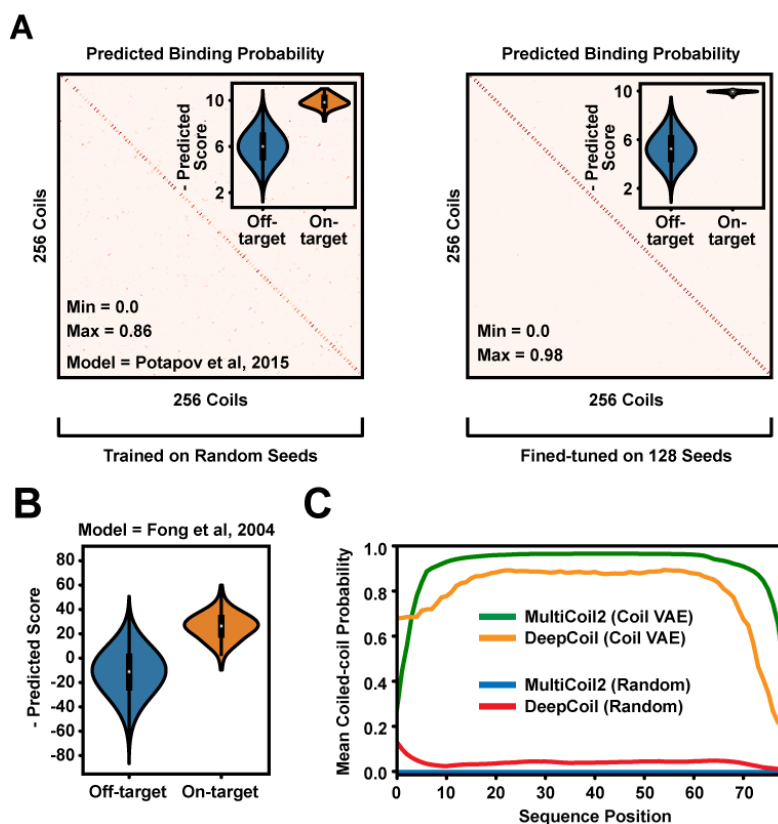 A
Predicted Binding Probability
- Predicted
Score
10
6
2
Off-
target
On-
target
256 Coils
Min = 0.0
Max = 0.86
Model = Potapov et al, 2015
256 Coils
Trained on Random Seeds
Predicted Binding Probability
- Predicted
Score
10
6
2
Off-
target
On-
target
256 Coils
Min = 0.0
Max = 0.98
256 Coils
Fined-tuned on 128 Seeds
B
Model = Fong et al, 2004
- Predicted Score
80
60
40
20
0
-20
-40
-60
-80
Off-target On-target
C
Mean Coiled-coil Probability
1.0
0.8
0.6
0.4
0.2
0.0
MultiCoil2 (Coil VAE)
DeepCoil (Coil VAE)
MultiCoil2 (Random)
DeepCoil (Random)
0 10 20 30 40 50 60 70
Sequence Position